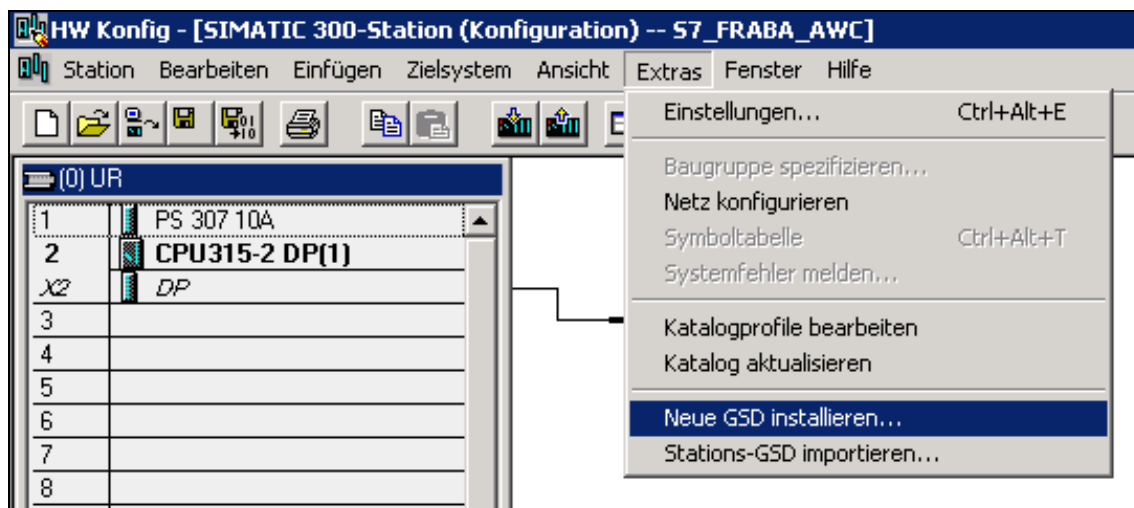 HW Konfig - [SIMATIC 300-Station (Konfiguration) -- S7_FRABA_AWC]
Station Bearbeiten Einfügen Zielsystem Ansicht Extras Fenster Hilfe
Einstellungen... Ctrl+Alt+E
Baugruppe spezifizieren...
Netz konfigurieren
Symboltabelle Ctrl+Alt+T
Systemfehler melden...
Katalogprofile bearbeiten
Katalog aktualisieren
Neue GSD installieren...
Stations-GSD importieren...
(0) UR
1 PS 307 10A
2 CPU315-2 DP(1)
X2 DP
3
4
5
6
7
8